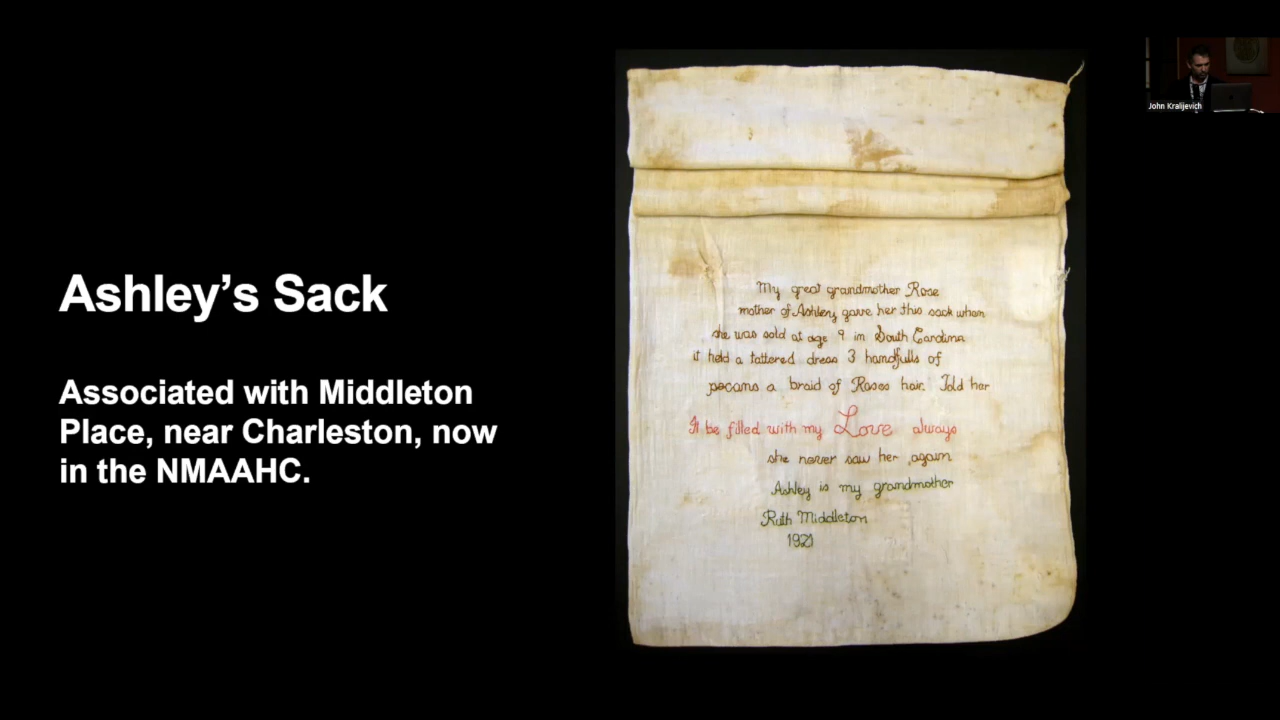 Ashley’s Sack
Associated with Middleton
Place, near Charleston, now
in the NMAAHC.
My great grandmother Rose
mother of Ashley gave her this sack when
she was sold at age 9 in South Carolina
it held a tattered dress 3 handfulls of
pecans a braid of Roses hair. Told her
It be filled with my Love always
she never saw her again
Ashley is my grandmother
Ruth Middleton
1921
John Kralijevich